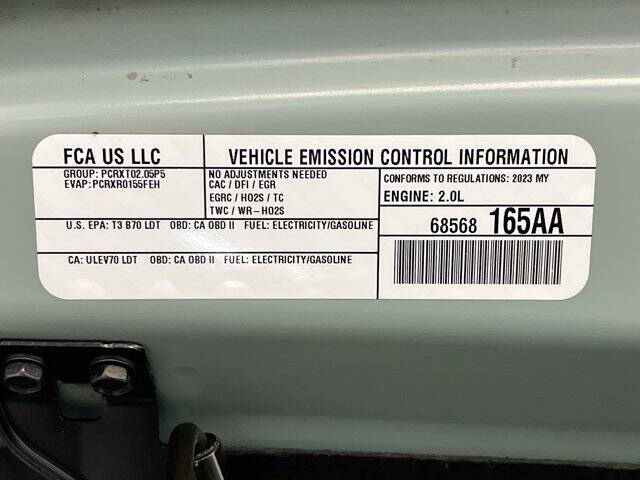 FCA US LLC
VEHICLE EMISSION CONTROL INFORMATION
GROUP: PCRXT02.05P5
EVAP: PCRXR0155FEH
NO ADJUSTMENTS NEEDED
CAC / DFI / EGR
EGRC / HO2S / TC
TWC / WR-HO2S
CONFORMS TO REGULATIONS: 2023 MY
ENGINE: 2.0L
U.S. EPA: T3 B70 LDT OBD: CA OBD II FUEL: ELECTRICITY/GASOLINE
CA: ULEV70 LDT OBD: CA OBD II FUEL: ELECTRICITY/GASOLINE
68568 165AA